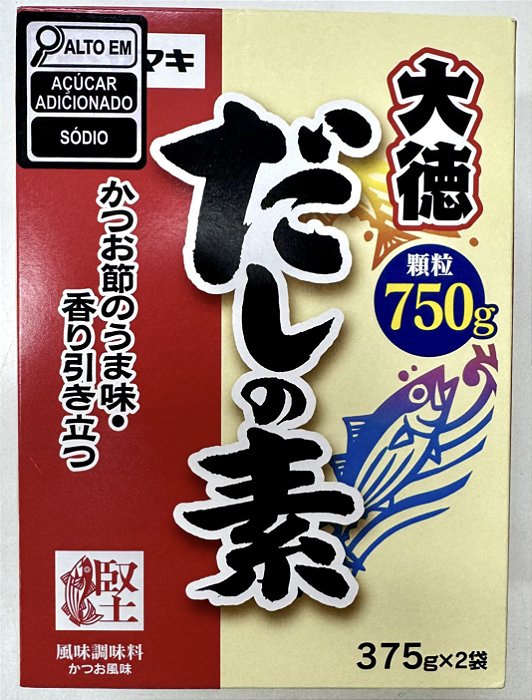 ALTO EM
AÇÚCAR
ADICIONADO
SÓDIO
マキ
大徳
だしの素
顆粒
750g
かつお節のうま味・
香り引き立つ
堅
風味調味料
かつお風味
375g×2袋